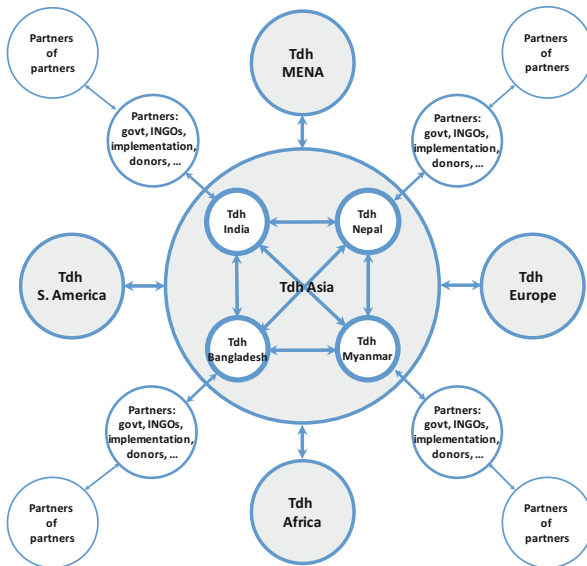 Partners
of
partners
Tdh
MENA
Partners
of
partners
Partners:
govt, INGOs,
implementation,
donors, ...
Partners:
govt, INGOs,
implementation,
donors, ...
Tdh
India
Tdh
Nepal
Tdh
S. America
Tdh Asia
Tdh
Europe
Tdh
Bangladesh
Tdh
Myanmar
Partners:
govt, INGOs,
implementation,
donors, ...
Partners:
govt, INGOs,
implementation,
donors, ...
Partners
of
partners
Tdh
Africa
Partners
of
partners